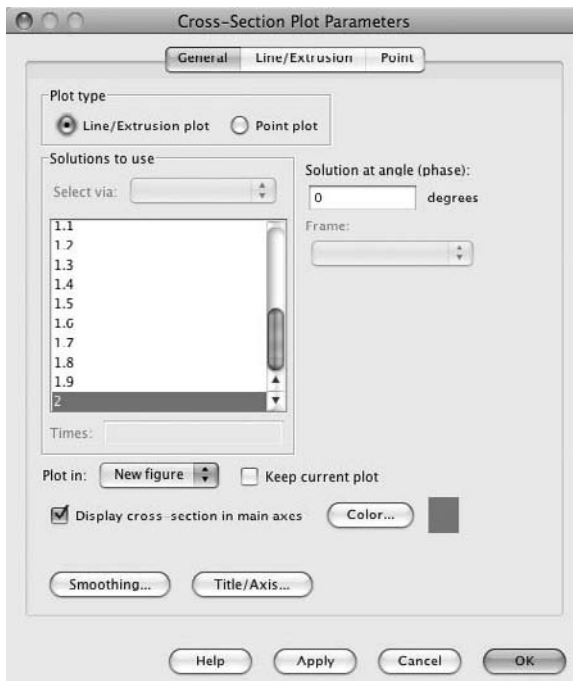 Cross-Section Plot Parameters
General Line/Extrusion Point
Plot type
Line/Extrusion plot Point plot
Solutions to use
Select via:
1.1
1.2
1.3
1.4
1.5
1.6
1.7
1.8
1.9
2
Times:
Solution at angle (phase):
0 degrees
Frame:
Plot in: New figure Keep current plot
Display cross-section in main axes Color...
Smoothing... Title/Axis...
Help Apply Cancel OK